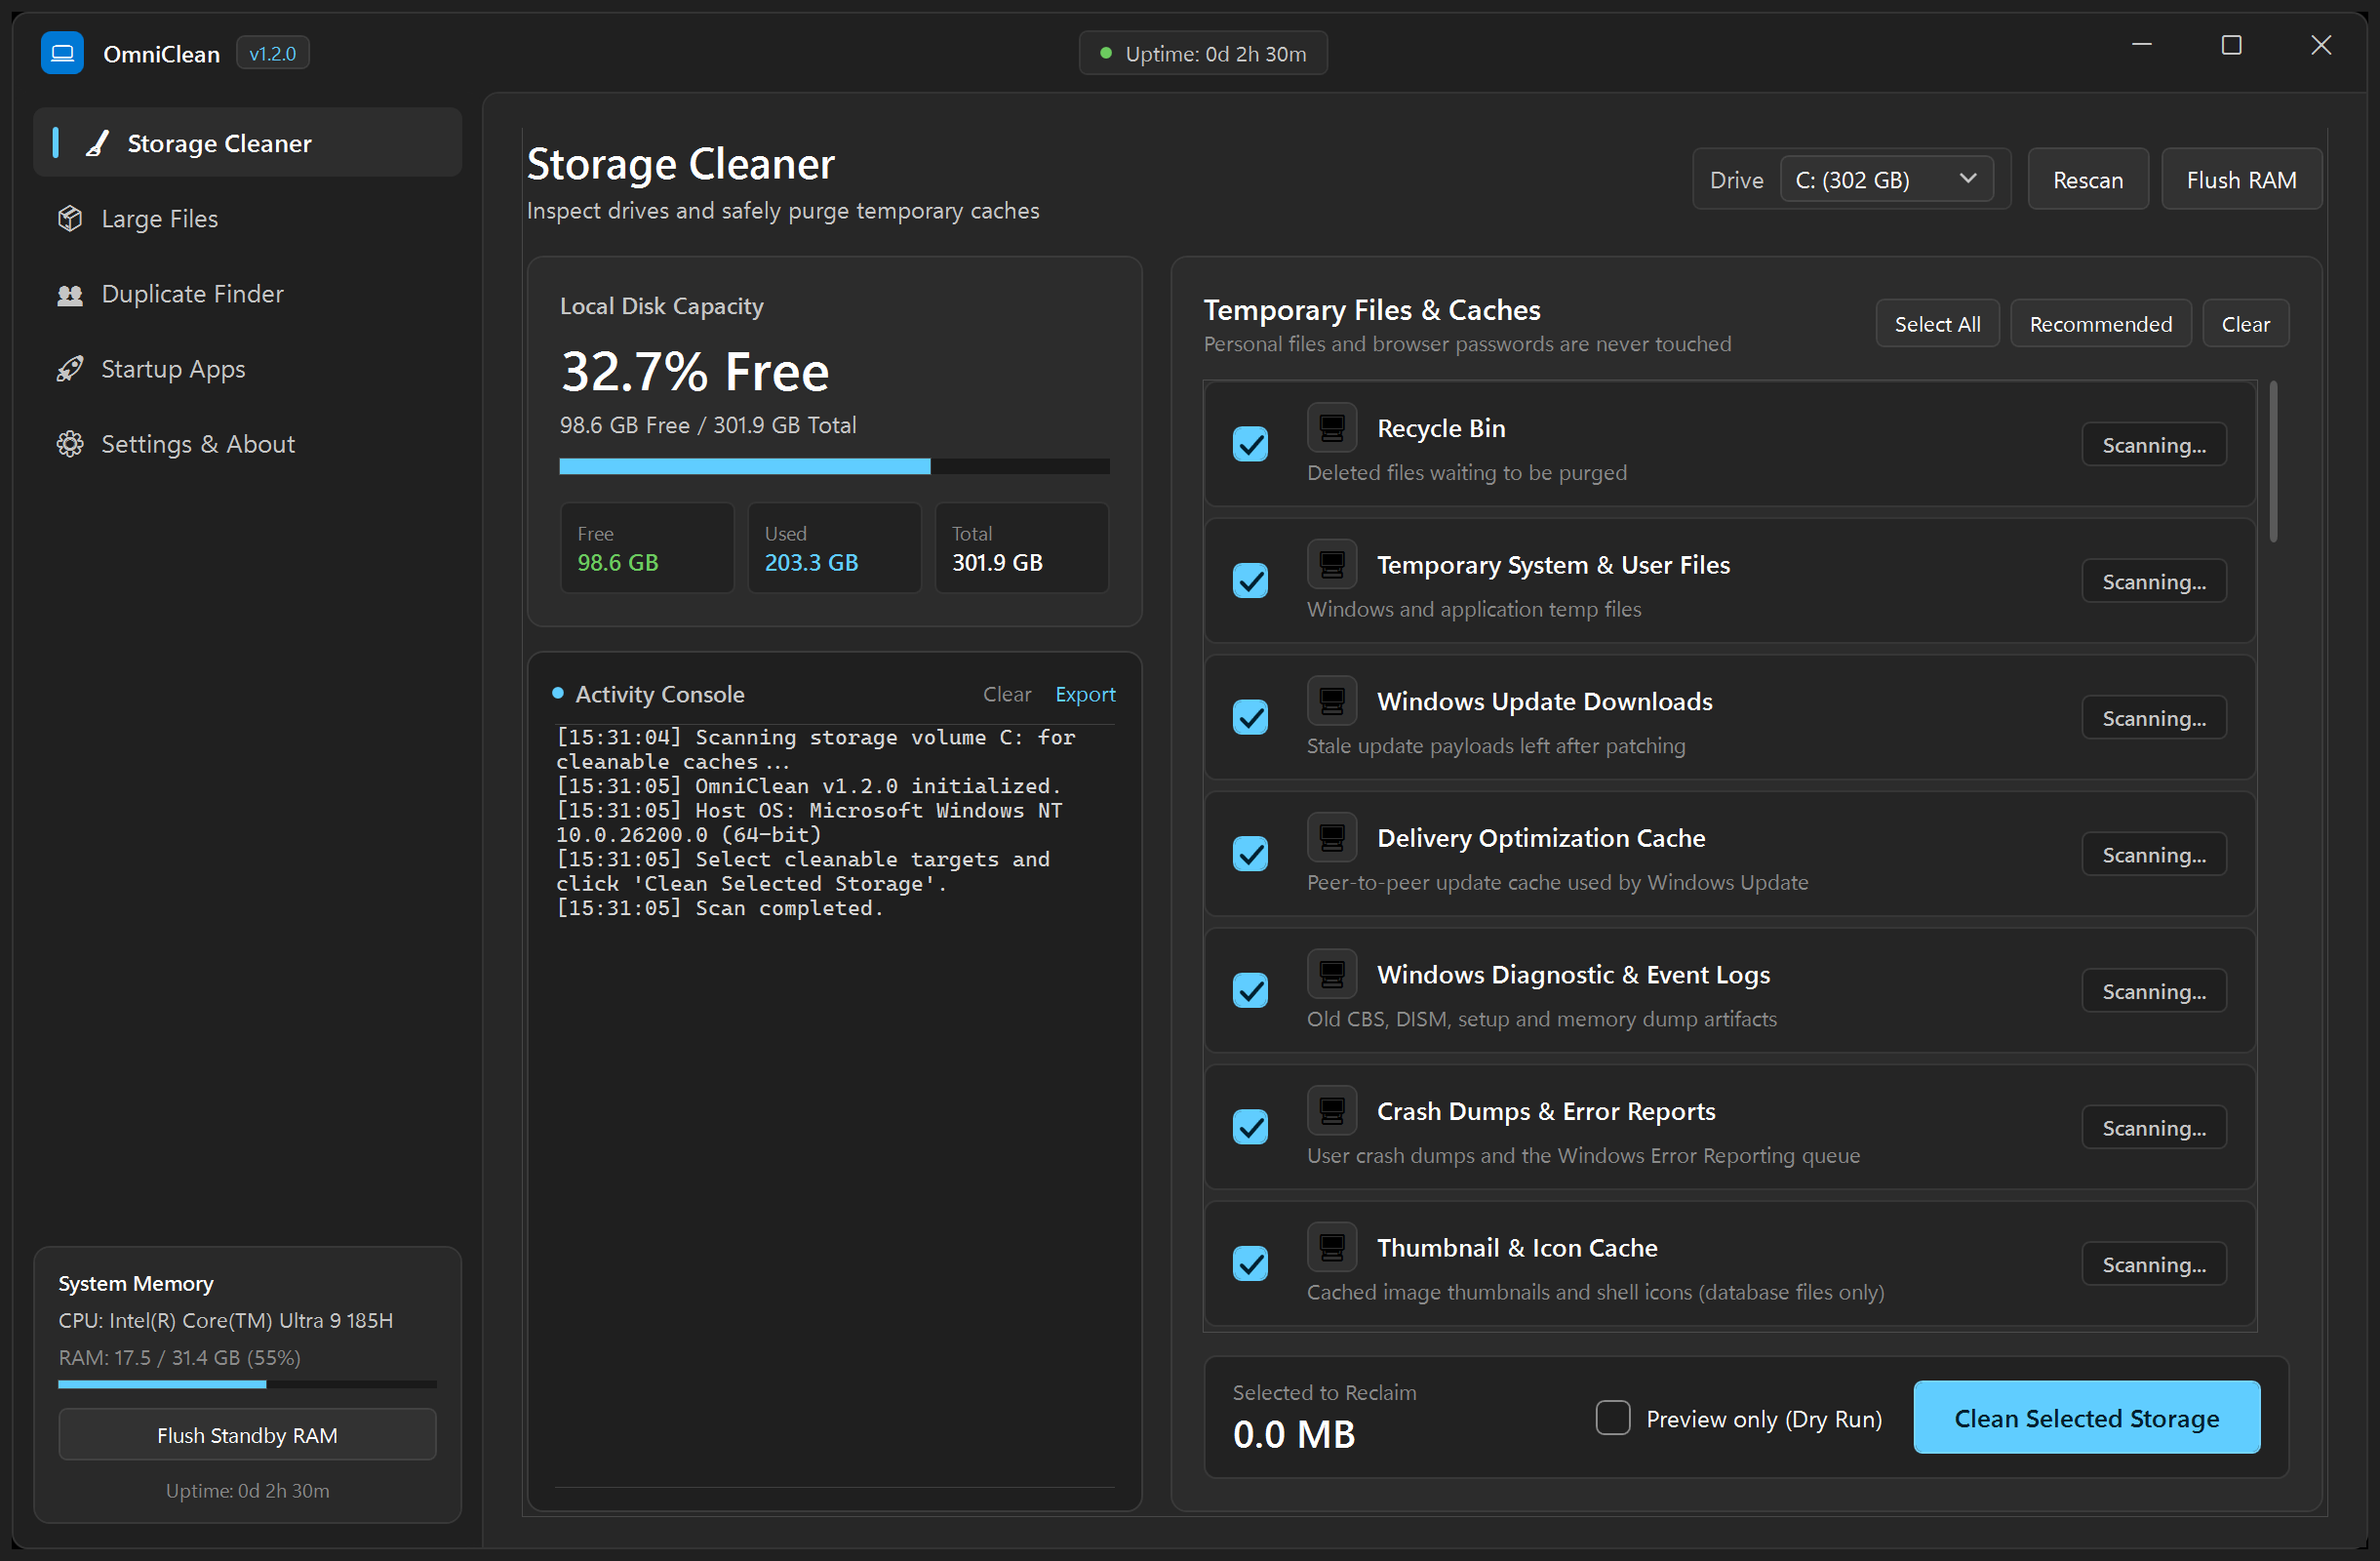 OmniClean v1.2.0
Uptime: 0d 2h 30m
Storage Cleaner
Large Files
Duplicate Finder
Startup Apps
Settings & About
System Memory
CPU: Intel(R) Core(TM) Ultra 9 185H
RAM: 17.5 / 31.4 GB (55%)
Flush Standby RAM
Uptime: 0d 2h 30m
Storage Cleaner
Inspect drives and safely purge temporary caches
Drive C: (302 GB) Rescan Flush RAM
Local Disk Capacity
32.7% Free
98.6 GB Free / 301.9 GB Total
Free Used Total
98.6 GB 203.3 GB 301.9 GB
Activity Console Clear Export
[15:31:04] Scanning storage volume C: for
cleanable caches...
[15:31:05] OmniClean v1.2.0 initialized.
[15:31:05] Host OS: Microsoft Windows NT
10.0.26200.0 (64-bit)
[15:31:05] Select cleanable targets and
click 'Clean Selected Storage'.
[15:31:05] Scan completed.
Temporary Files & Caches
Personal files and browser passwords are never touched
Select All Recommended Clear
Recycle Bin
Deleted files waiting to be purged
Scanning...
Temporary System & User Files
Windows and application temp files
Scanning...
Windows Update Downloads
Stale update payloads left after patching
Scanning...
Delivery Optimization Cache
Peer-to-peer update cache used by Windows Update
Scanning...
Windows Diagnostic & Event Logs
Old CBS, DISM, setup and memory dump artifacts
Scanning...
Crash Dumps & Error Reports
User crash dumps and the Windows Error Reporting queue
Scanning...
Thumbnail & Icon Cache
Cached image thumbnails and shell icons (database files only)
Scanning...
Selected to Reclaim
0.0 MB
Preview only (Dry Run)
Clean Selected Storage